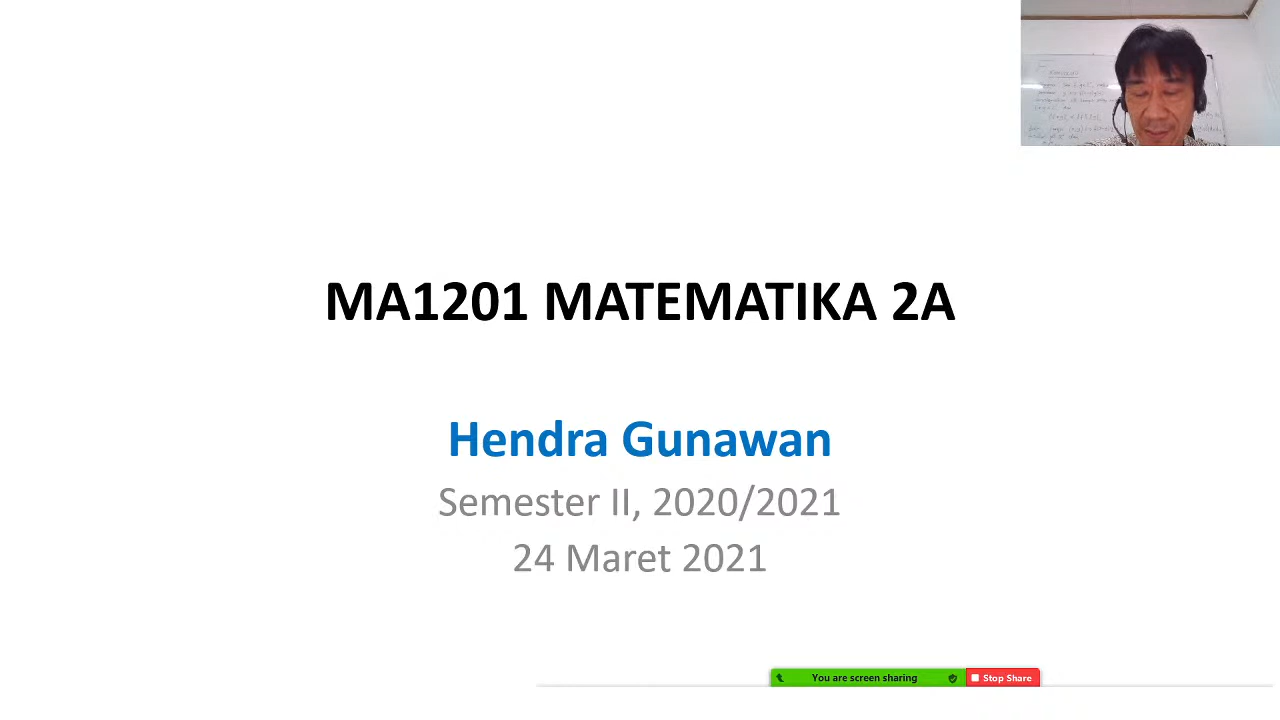 MA1201 MATEMATIKA 2A
Hendra Gunawan
Semester II, 2020/2021
24 Maret 2021
You are screen sharing
Stop Share